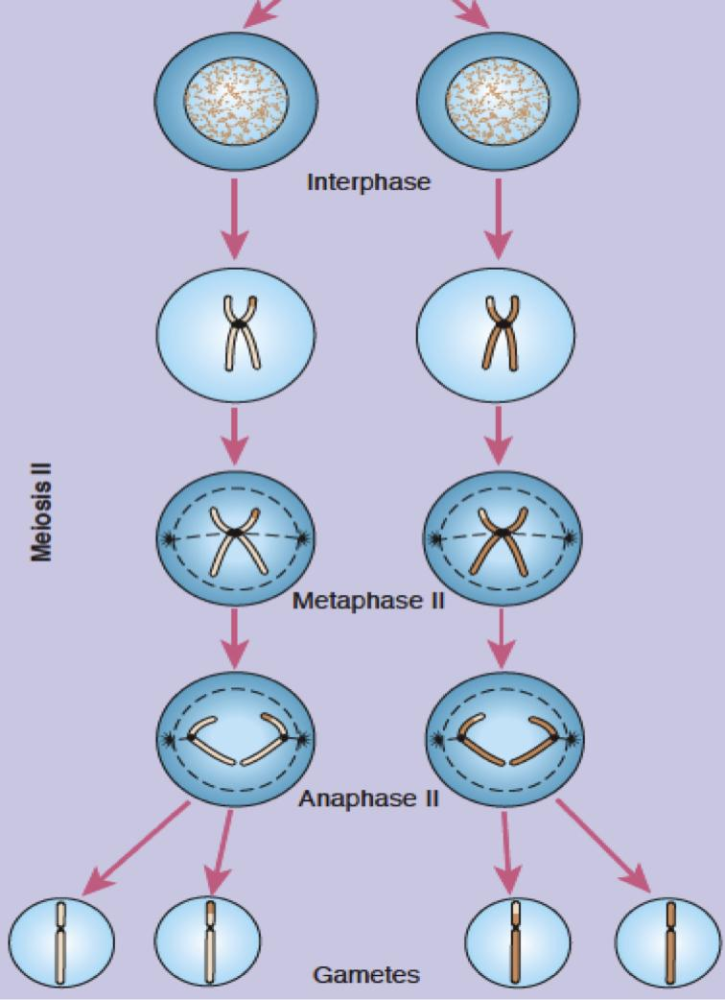 Interphase
Meiosis II
Metaphase II
Anaphase II
Gametes